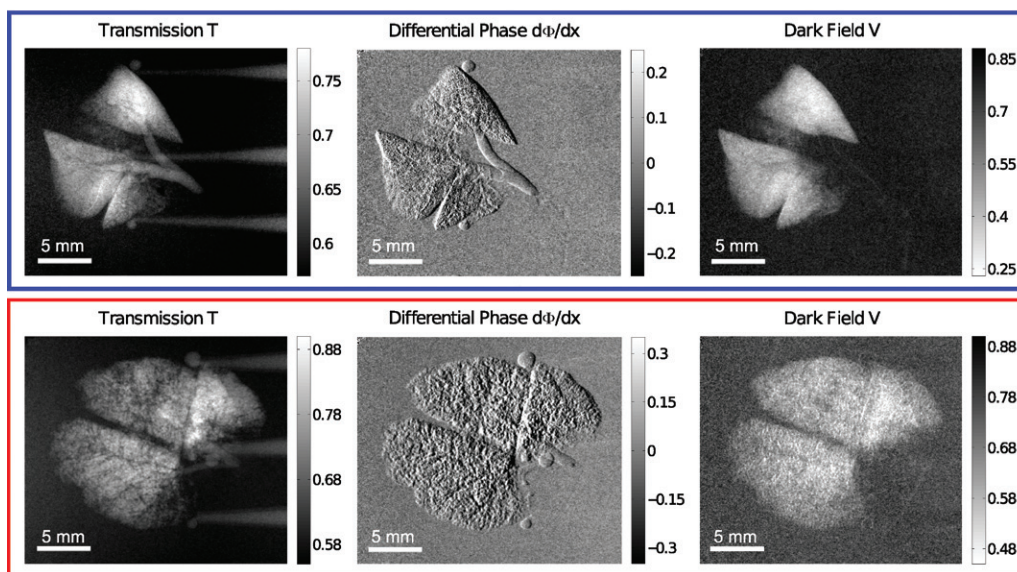 Transmission T
Differential Phase dΦ/dx
Dark Field V
0.75
0.7
0.65
0.6
5 mm
0.2
0.1
0
−0.1
−0.2
5 mm
0.85
0.7
0.55
0.4
0.25
5 mm
Transmission T
Differential Phase dΦ/dx
Dark Field V
0.88
0.78
0.68
0.58
5 mm
0.3
0.15
0
−0.15
−0.3
5 mm
0.88
0.78
0.68
0.58
0.48
5 mm